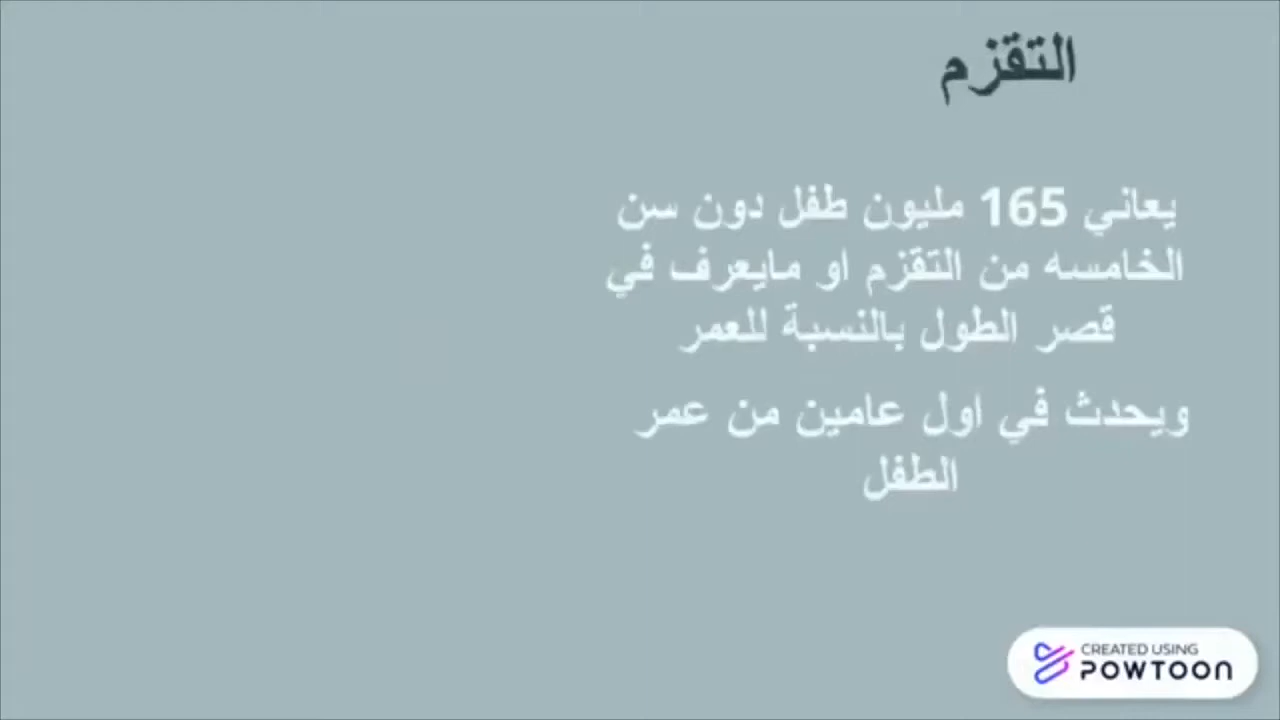 التقزم
يعاني 165 مليون طفل دون سن
الخامسه من التقزم او مايعرف في
قصر الطول بالنسبة للعمر
ويحدث في اول عامين من عمر
الطفل
CREATED USING
POWTOON